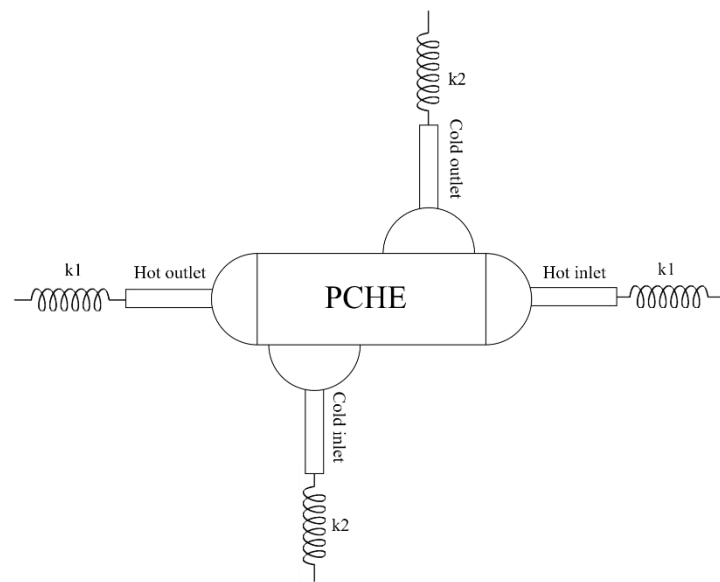 k2
Cold outlet
k1
Hot outlet
Hot inlet
k1
PCHE
Cold inlet
k2